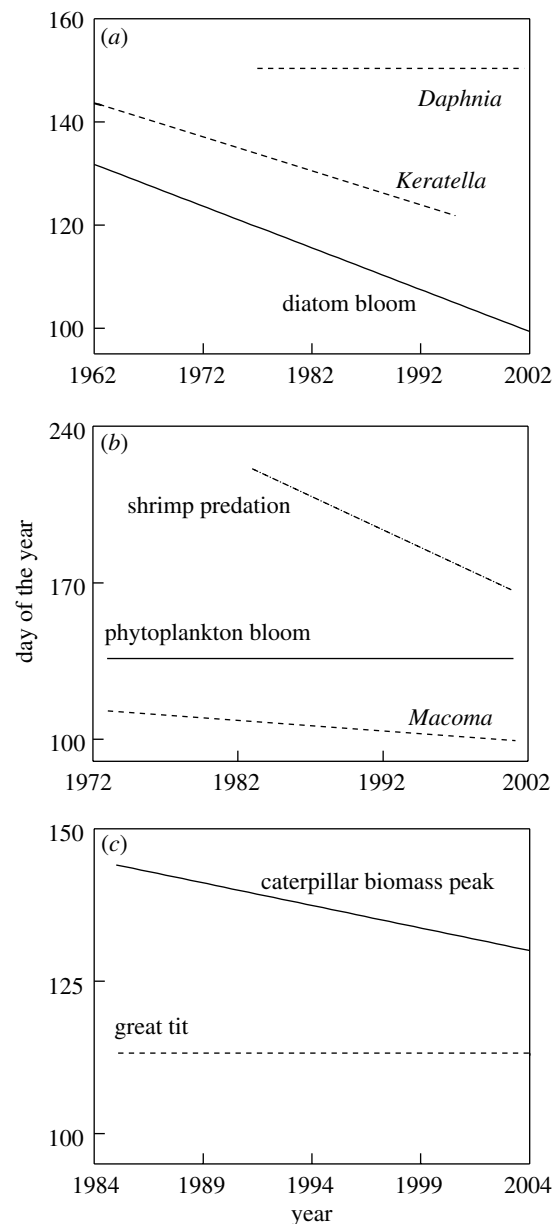 160
(a)
Daphnia
140
Keratella
120
diatom bloom
100
1962 1972 1982 1992 2002
240
(b)
shrimp predation
170
phytoplankton bloom
Macoma
100
1972 1982 1992 2002
day of the year
150
(c)
caterpillar biomass peak
125
great tit
100
1984 1989 1994 1999 2004
year